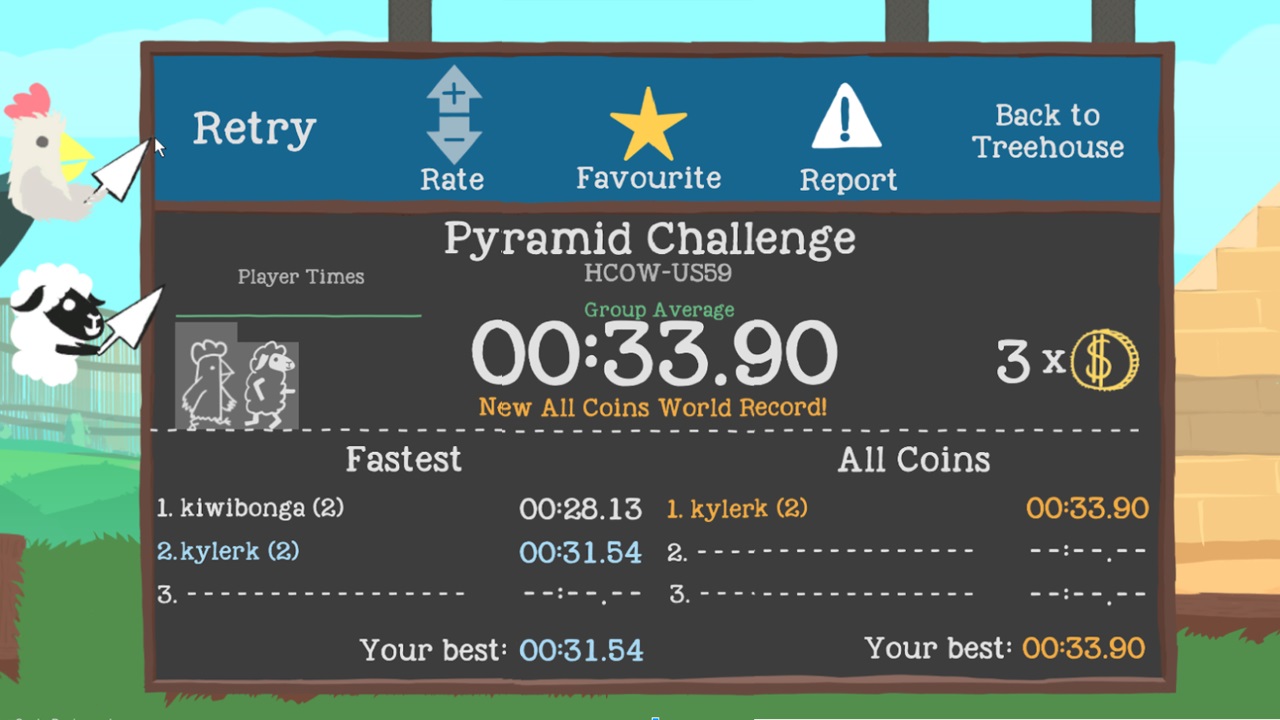 Retry
Rate
Favourite
Report
Back to
Treehouse
Pyramid Challenge
HCOW-US59
Player Times
Group Average
00:33.90
3 x $
New All Coins World Record!
Fastest
All Coins
1. kiwibonga (2) 00:28.13
1. kylerk (2) 00:33.90
2.kylerk (2) 00:31.54
2. --:--.--
3. --:--.--
3. --:--.--
Your best: 00:31.54
Your best: 00:33.90